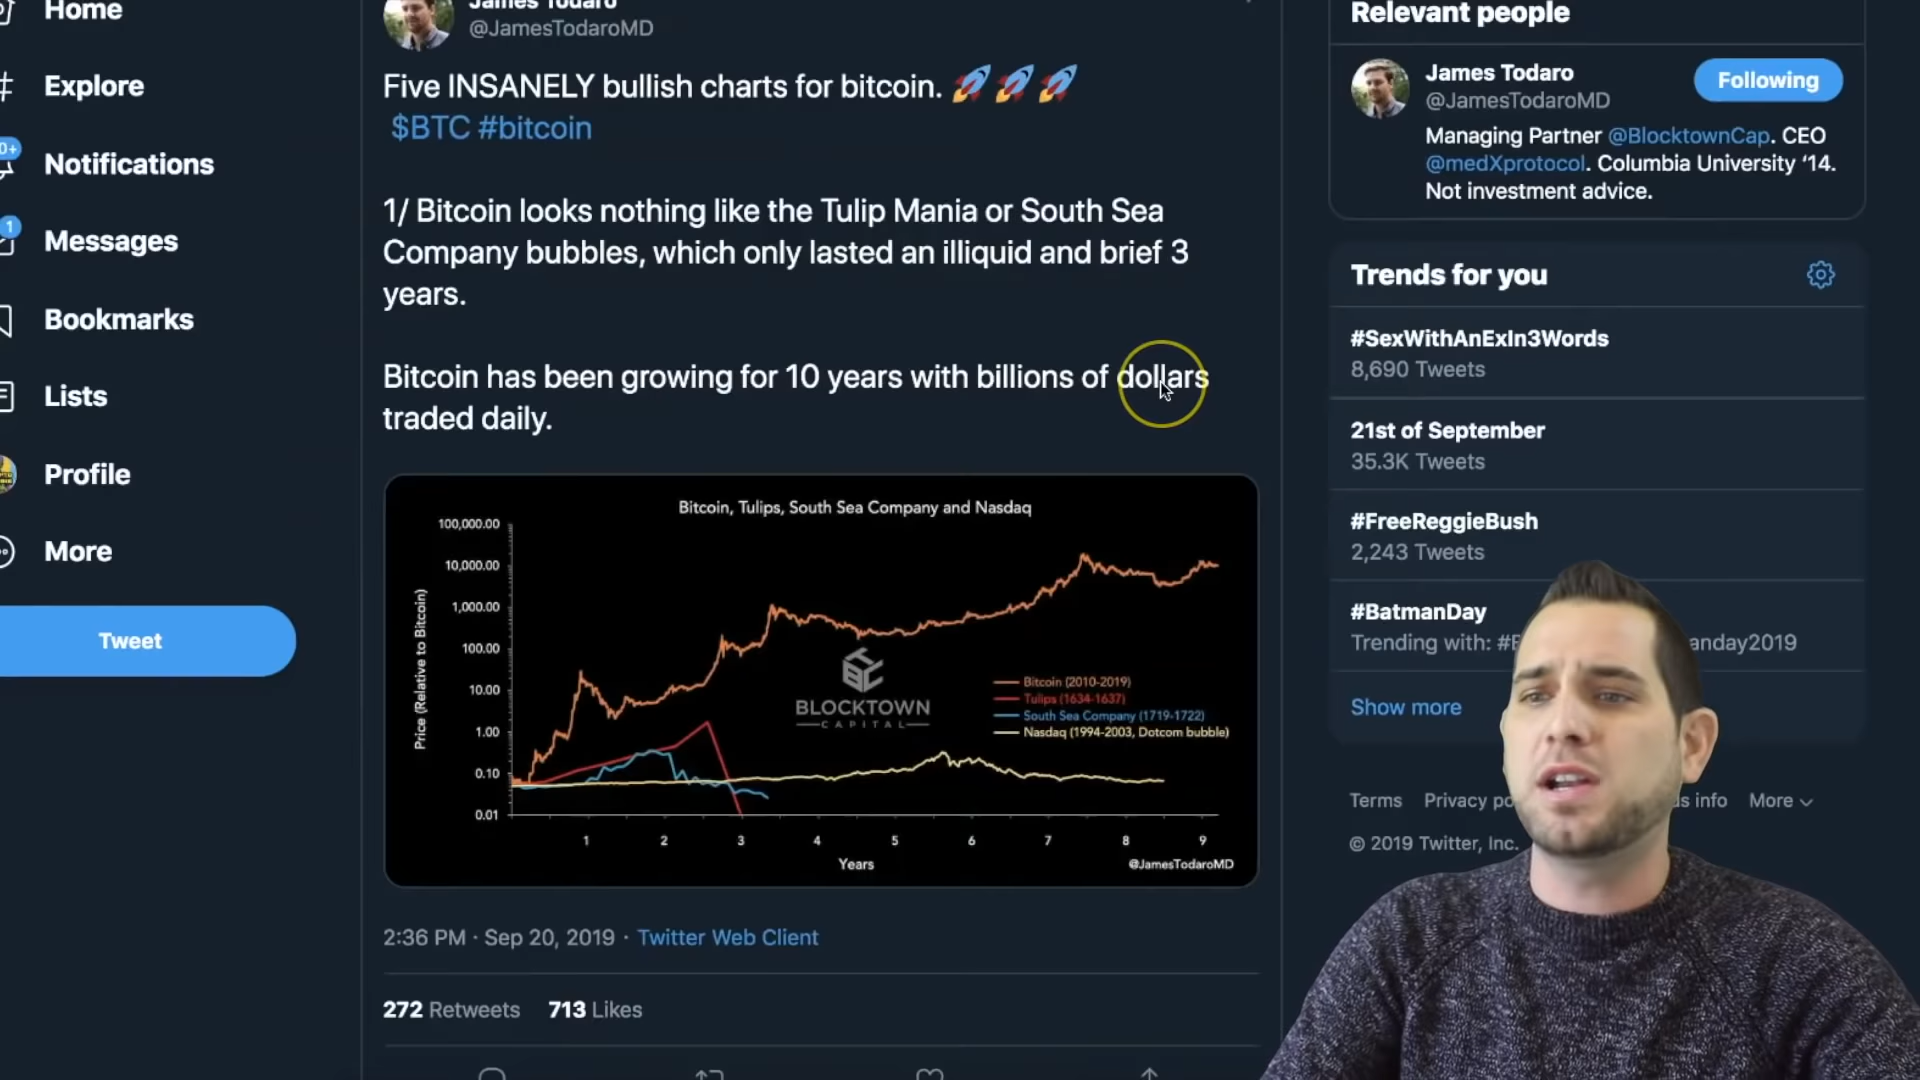 Home
Explore
0+
Notifications
1
Messages
Bookmarks
Lists
Profile
More
Tweet
James Todaro
@JamesTodaroMD
Five INSANELY bullish charts for bitcoin. 🚀🚀🚀
$BTC #bitcoin
1/ Bitcoin looks nothing like the Tulip Mania or South Sea
Company bubbles, which only lasted an illiquid and brief 3
years.
Bitcoin has been growing for 10 years with billions of dollars
traded daily.
Bitcoin, Tulips, South Sea Company and Nasdaq
Price (Relative to Bitcoin)
100,000.00
10,000.00
1,000.00
100.00
10.00
1.00
0.10
0.01
BLOCKTOWN
CAPITAL
Bitcoin (2010-2019)
Tulips (1634-1637)
South Sea Company (1719-1722)
Nasdaq (1994-2003, Dotcom bubble)
1 2 3 4 5 6 7 8 9
Years
@JamesTodaroMD
2:36 PM · Sep 20, 2019 · Twitter Web Client
272 Retweets 713 Likes
Relevant people
James Todaro
@JamesTodaroMD
Following
Managing Partner @BlocktownCap. CEO
@medXprotocol. Columbia University ‘14.
Not investment advice.
Trends for you
#SexWithAnExIn3Words
8,690 Tweets
21st of September
35.3K Tweets
#FreeReggieBush
2,243 Tweets
#BatmanDay
Trending with: anday2019
Show more
Terms Privacy info More
© 2019 Twitter, Inc.